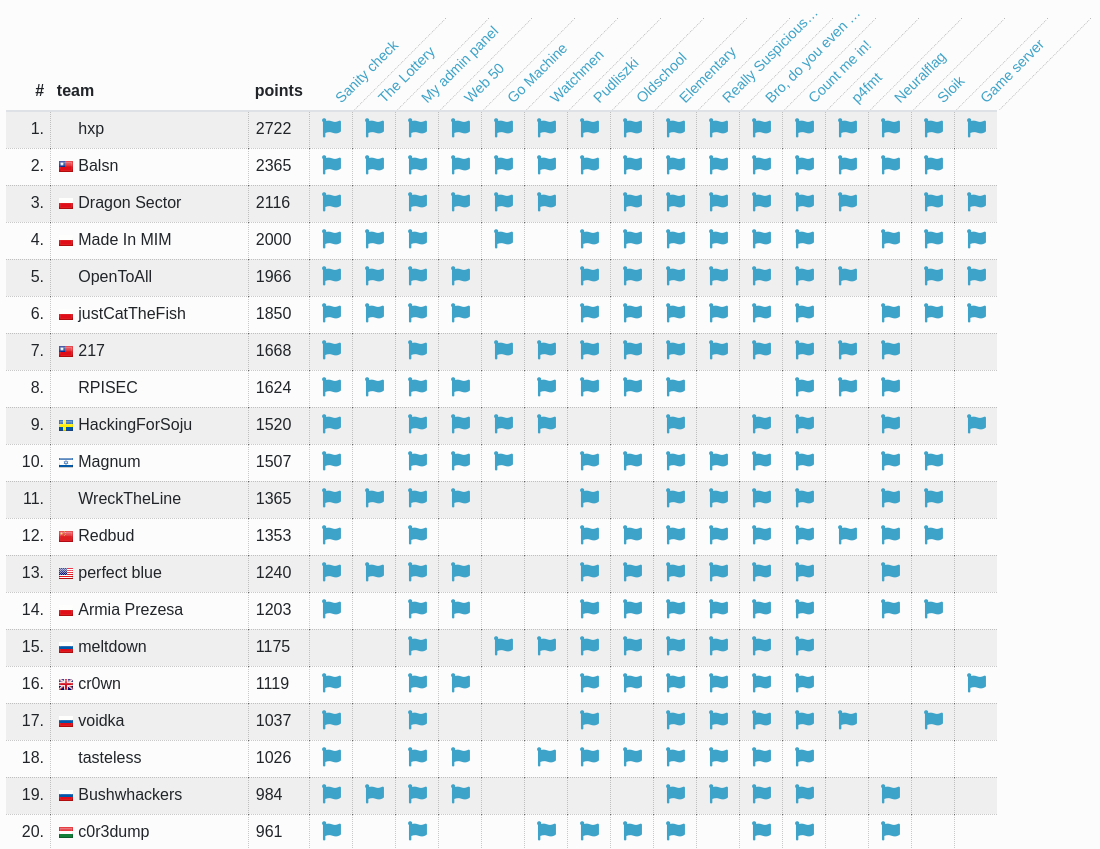 # team points Sanity check The Lottery My admin panel Web 50 Go Machine Watchmen Pudliszki Oldschool Elementary Really Suspicious... Bro, do you even ... Count me in! p4fmt Neuralflag Sloik Game server
1. hxp 2722
2. Balsn 2365
3. Dragon Sector 2116
4. Made In MIM 2000
5. OpenToAll 1966
6. justCatTheFish 1850
7. 217 1668
8. RPISEC 1624
9. HackingForSoju 1520
10. Magnum 1507
11. WreckTheLine 1365
12. Redbud 1353
13. perfect blue 1240
14. Armia Prezesa 1203
15. meltdown 1175
16. cr0wn 1119
17. voidka 1037
18. tasteless 1026
19. Bushwhackers 984
20. c0r3dump 961